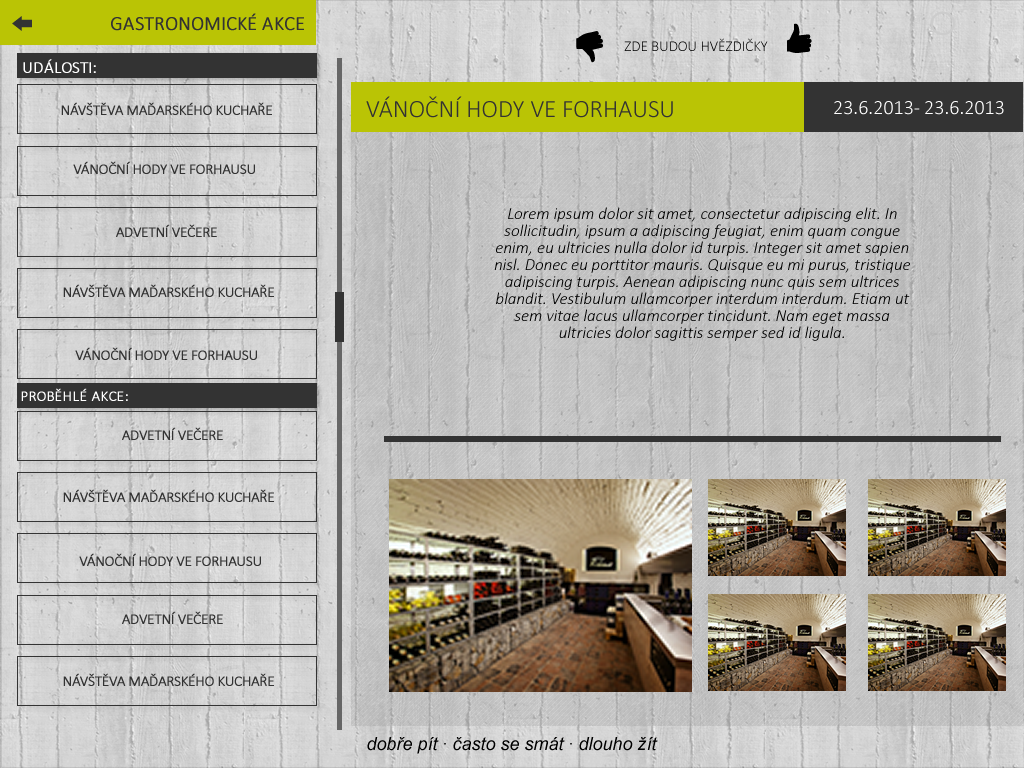 GASTRONOMICKÉ AKCE
UDÁLOSTI:
NÁVŠTĚVA MAĎARSKÉHO KUCHAŘE
VÁNOČNÍ HODY VE FORHAUSU
ADVETNÍ VEČERE
NÁVŠTĚVA MAĎARSKÉHO KUCHAŘE
VÁNOČNÍ HODY VE FORHAUSU
PROBĚHLÉ AKCE:
ADVETNÍ VEČERE
NÁVŠTĚVA MAĎARSKÉHO KUCHAŘE
VÁNOČNÍ HODY VE FORHAUSU
ADVETNÍ VEČERE
NÁVŠTĚVA MAĎARSKÉHO KUCHAŘE
ZDE BUDOU HVĚZDIČKY
VÁNOČNÍ HODY VE FORHAUSU
23.6.2013- 23.6.2013
Lorem ipsum dolor sit amet, consectetur adipiscing elit. In
sollicitudin, ipsum a adipiscing feugiat, enim quam congue
enim, eu ultricies nulla dolor id turpis. Integer sit amet sapien
nisl. Donec eu porttitor mauris. Quisque eu mi purus, tristique
adipiscing turpis. Aenean adipiscing nunc quis sem ultrices
blandit. Vestibulum ullamcorper interdum interdum. Etiam ut
sem vitae lacus ullamcorper tincidunt. Nam eget massa
ultricies dolor sagittis semper sed id ligula.
dobře pít · často se smát · dlouho žít